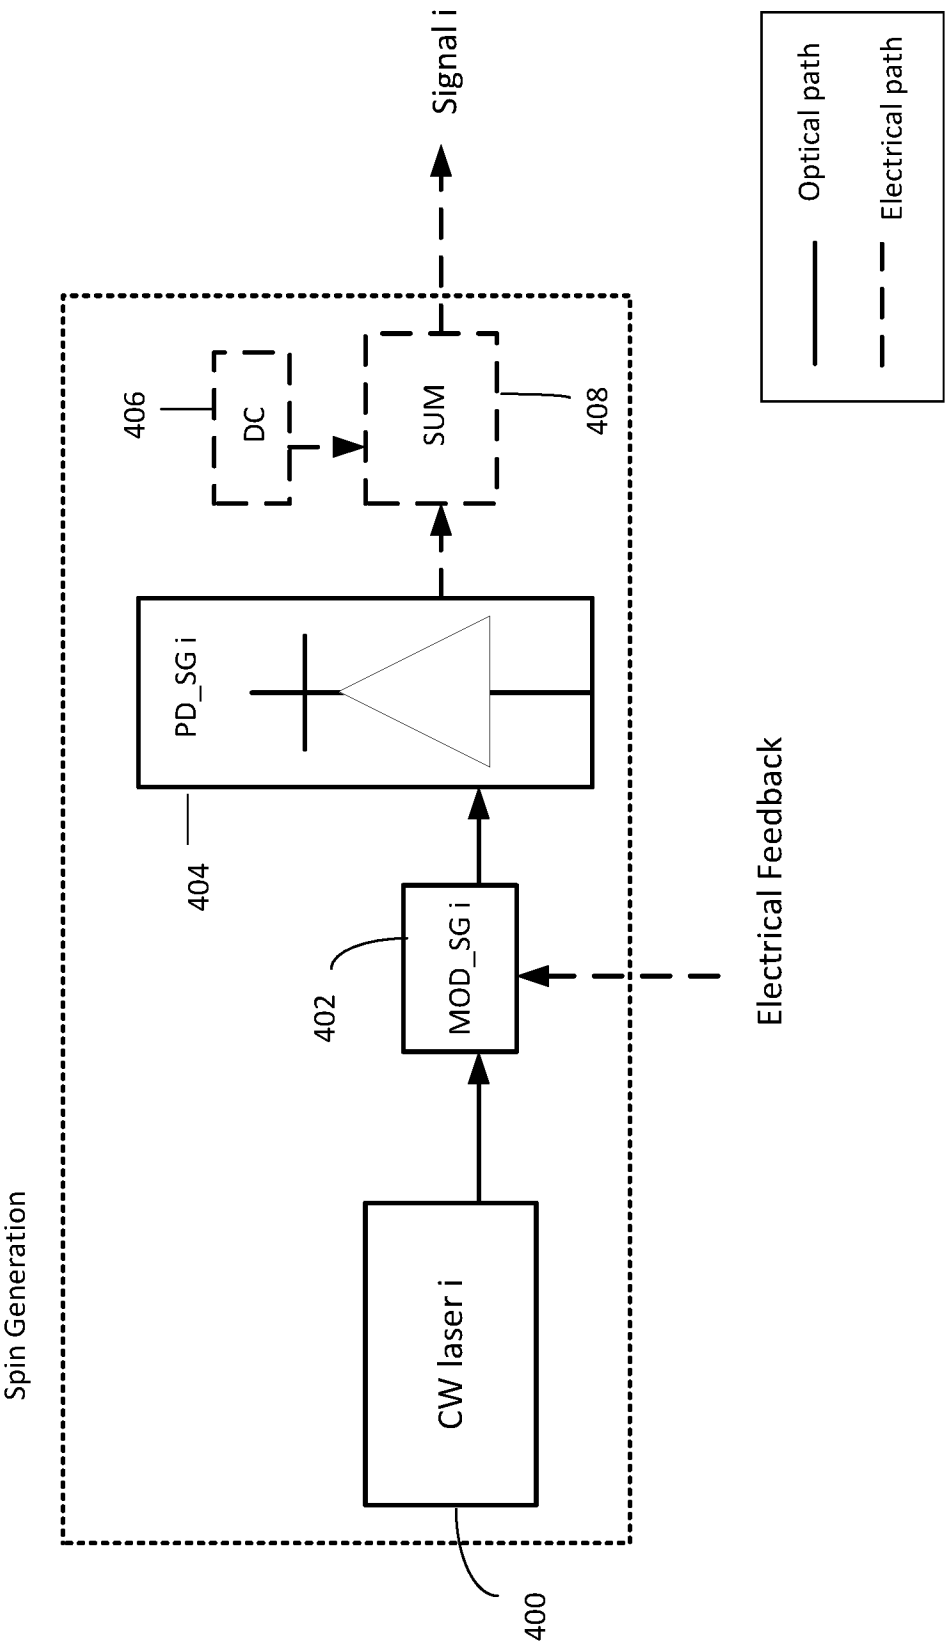 Spin Generation
400
CW laser i
402
MOD_SG i
Electrical Feedback
404
PD_SG i
406
DC
SUM
408
Signal i
Optical path
Electrical path